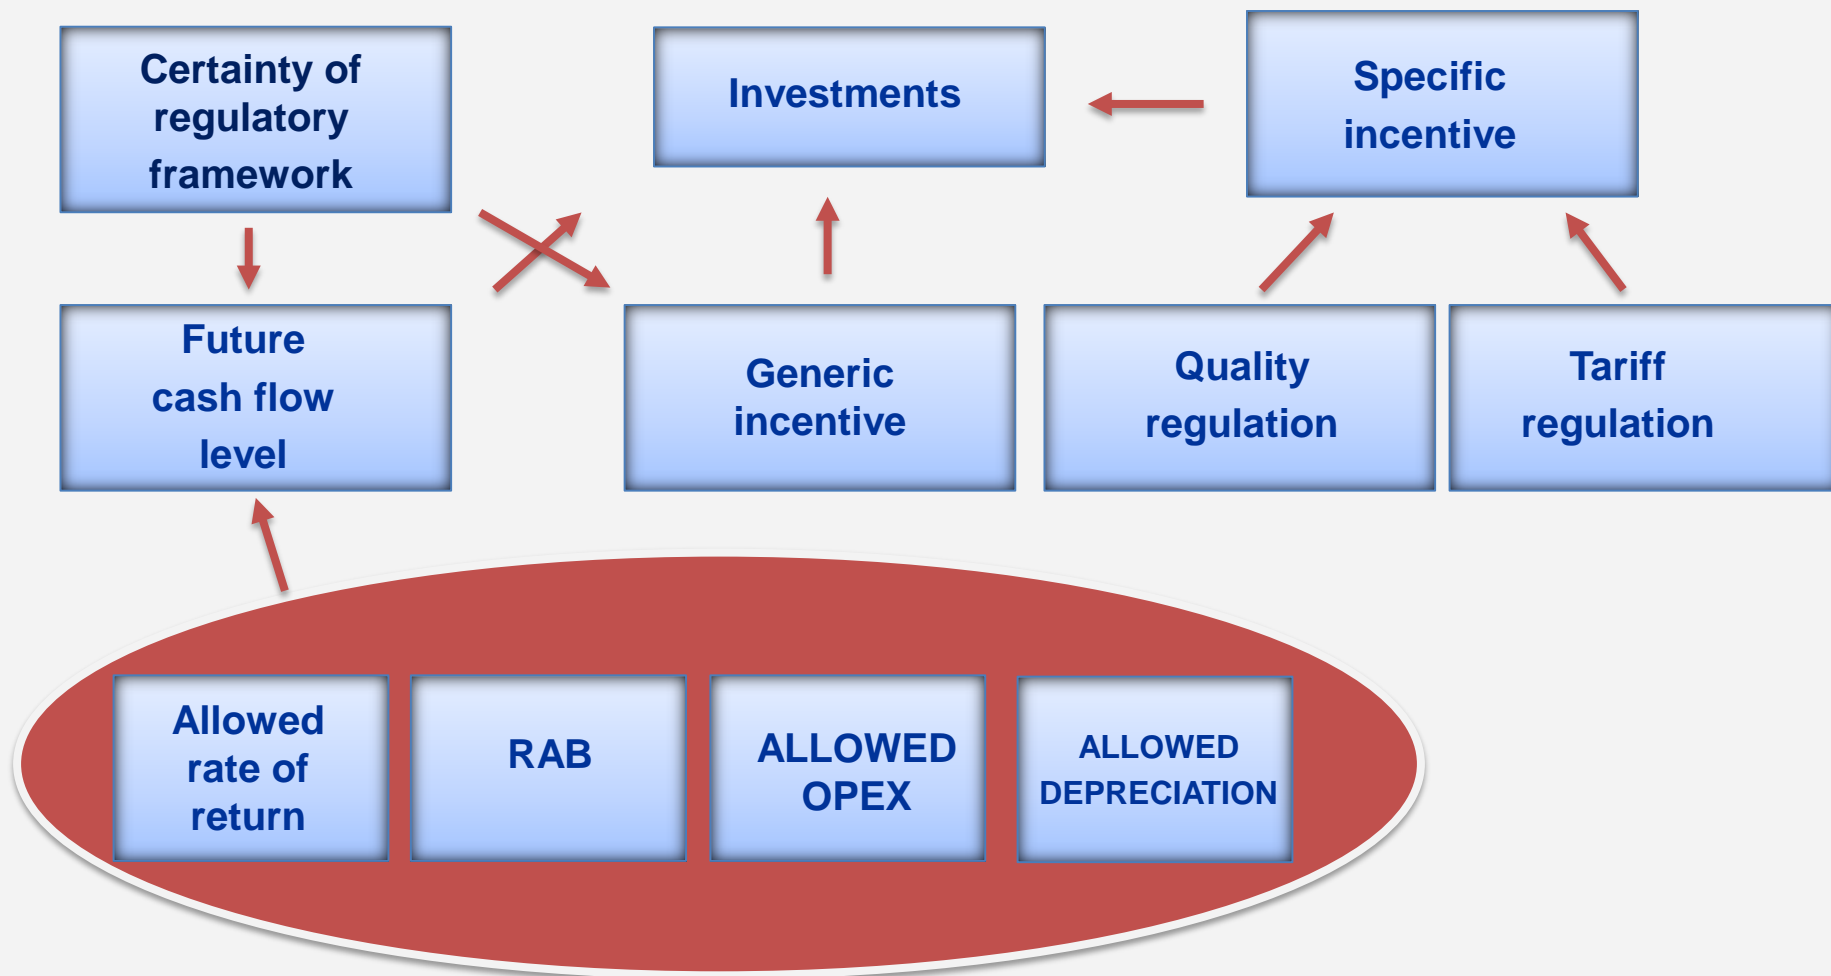 Certainty of
regulatory
framework
Investments
Specific
incentive
Future
cash flow
level
Generic
incentive
Quality
regulation
Tariff
regulation
Allowed
rate of
return
RAB
ALLOWED
OPEX
ALLOWED
DEPRECIATION